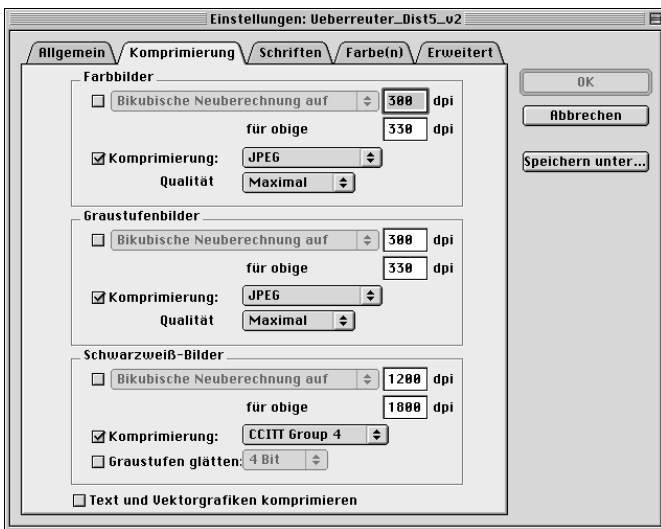 Einstellungen: Ueberreuter_Dist5_v2
Allgemein Komprimierung Schriften Farbe(n) Erweitert
Farbbilder
Bikubische Neuberechnung auf 300 dpi
für obige 330 dpi
Komprimierung: JPEG
Qualität Maximal
Graustufenbilder
Bikubische Neuberechnung auf 300 dpi
für obige 330 dpi
Komprimierung: JPEG
Qualität Maximal
Schwarzweiß-Bilder
Bikubische Neuberechnung auf 1200 dpi
für obige 1800 dpi
Komprimierung: CCITT Group 4
Graustufen glätten: 4 Bit
Text und Vektorgrafiken komprimieren
OK
Abbrechen
Speichern unter...